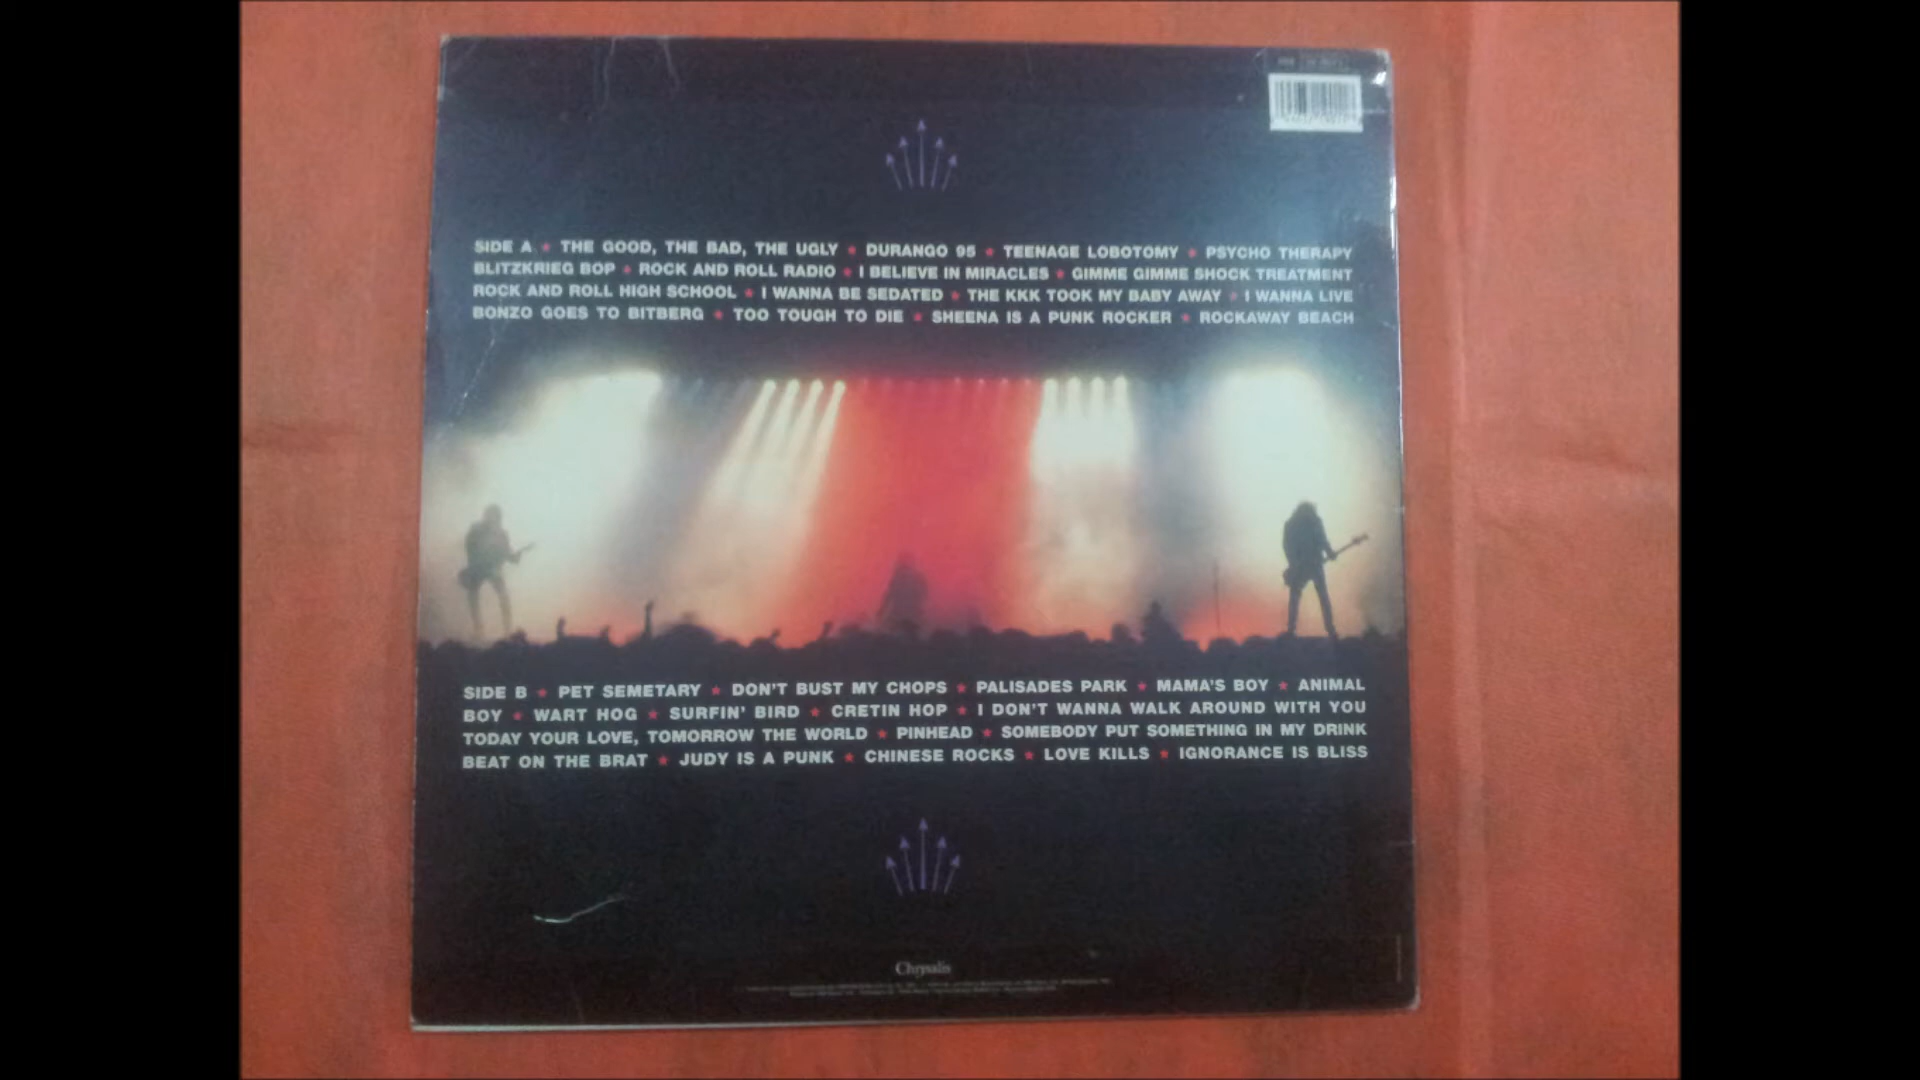 SIDE A ★ THE GOOD, THE BAD, THE UGLY ★ DURANGO 95 ★ TEENAGE LOBOTOMY ★ PSYCHO THERAPY
BLITZKRIEG BOP ★ ROCK AND ROLL RADIO ★ I BELIEVE IN MIRACLES ★ GIMME GIMME SHOCK TREATMENT
ROCK AND ROLL HIGH SCHOOL ★ I WANNA BE SEDATED ★ THE KKK TOOK MY BABY AWAY ★ I WANNA LIVE
BONZO GOES TO BITBERG ★ TOO TOUGH TO DIE ★ SHEENA IS A PUNK ROCKER ★ ROCKAWAY BEACH
SIDE B ★ PET SEMETARY ★ DON'T BUST MY CHOPS ★ PALISADES PARK ★ MAMA'S BOY ★ ANIMAL
BOY ★ WART HOG ★ SURFIN' BIRD ★ CRETIN HOP ★ I DON'T WANNA WALK AROUND WITH YOU
TODAY YOUR LOVE, TOMORROW THE WORLD ★ PINHEAD ★ SOMEBODY PUT SOMETHING IN MY DRINK
BEAT ON THE BRAT ★ JUDY IS A PUNK ★ CHINESE ROCKS ★ LOVE KILLS ★ IGNORANCE IS BLISS
Chrysalis